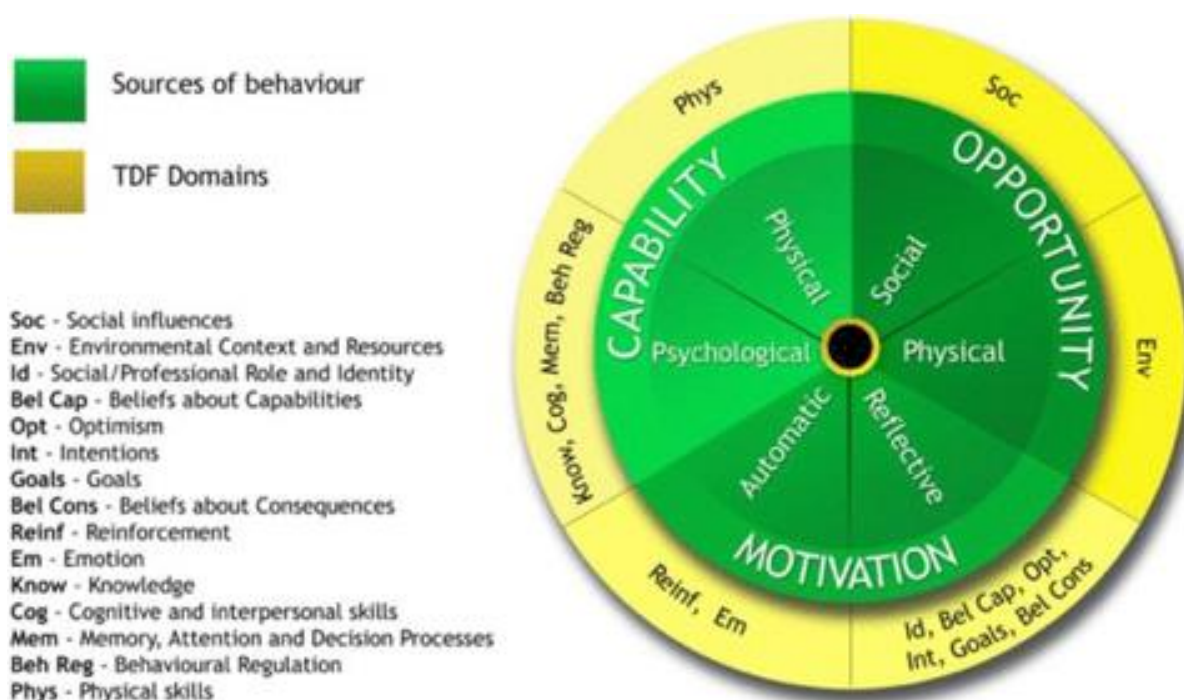 Sources of behaviour
TDF Domains
Soc - Social influences
Env - Environmental Context and Resources
Id - Social/Professional Role and Identity
Bel Cap - Beliefs about Capabilities
Opt - Optimism
Int - Intentions
Goals - Goals
Bel Cons - Beliefs about Consequences
Reinf - Reinforcement
Em - Emotion
Know - Knowledge
Cog - Cognitive and interpersonal skills
Mem - Memory, Attention and Decision Processes
Beh Reg - Behavioural Regulation
Phys - Physical skills
Phys
Soc
Env
Id, Bel Cap, Opt,
Int, Goals, Bel Cons
Reinf, Em
Know, Cog, Mem, Beh Reg
CAPABILITY
OPPORTUNITY
MOTIVATION
Physical
Social
Physical
Reflective
Automatic
Psychological